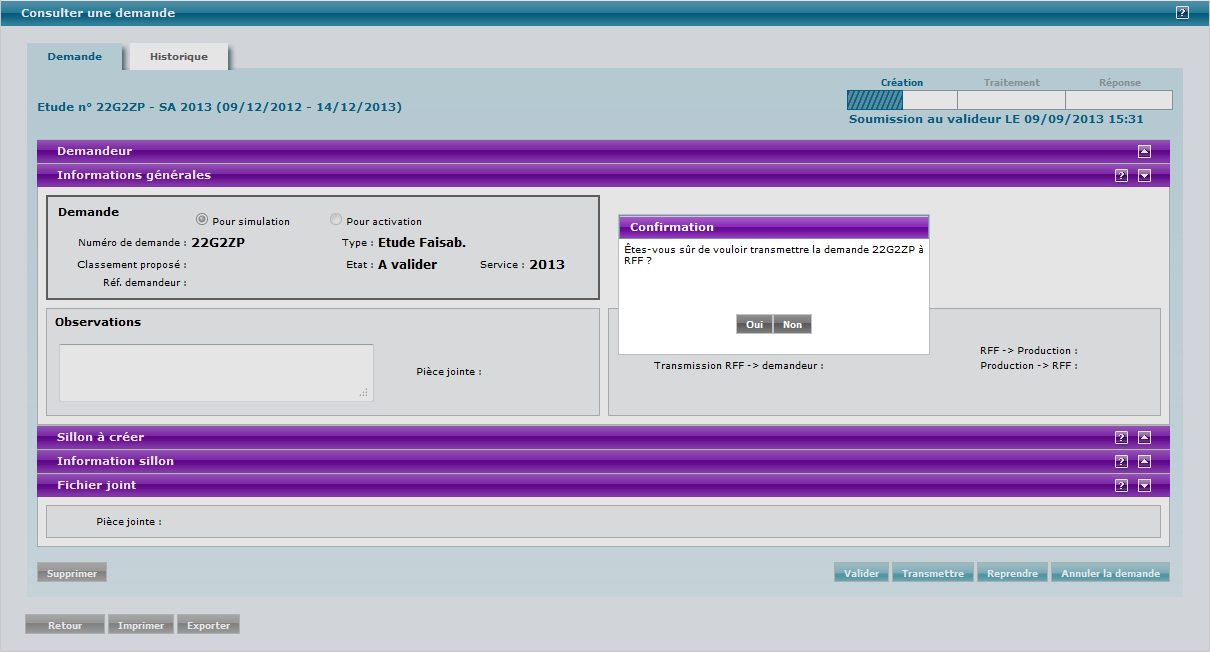 Consulter une demande
?
Demande
Historique
Création
Traitement
Réponse
Etude n° 22G2ZP - SA 2013 (09/12/2012 - 14/12/2013)
Soumission au valideur LE 09/09/2013 15:31
Demandeur
Informations générales
?
Demande
Pour simulation
Pour activation
Numéro de demande : 22G2ZP
Type : Etude Faisab.
Classement proposé :
Etat : A valider
Service : 2013
Réf. demandeur :
Confirmation
Êtes-vous sûr de vouloir transmettre la demande 22G2ZP à
RFF ?
Oui
Non
Observations
Pièce jointe :
RFF -> Production :
Transmission RFF -> demandeur :
Production -> RFF :
Sillon à créer
?
Information sillon
?
Fichier joint
?
Pièce jointe :
Supprimer
Valider
Transmettre
Reprendre
Annuler la demande
Retour
Imprimer
Exporter